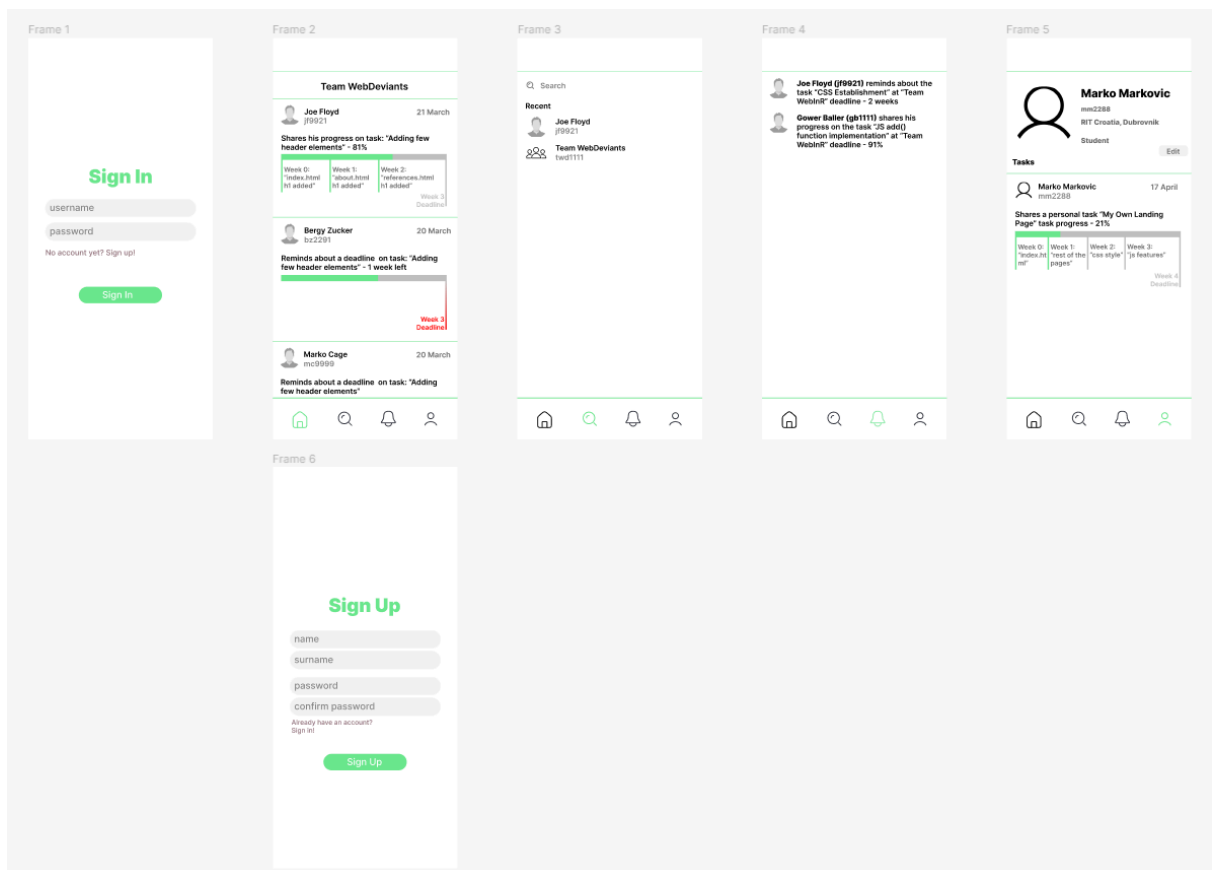 Frame 1
Sign In
username
password
No account yet? Sign up!
Sign In
Frame 2
Team WebDeviants
Joe Floyd
21 March
jf9921
Shares his progress on task: "Adding few
header elements" - 81%
Week 0:
"index.html
h1 added"
Week 1:
"about.html
h1 added"
Week 2:
"references.html
h1 added"
Week 3
Deadline
Bergy Zucker
20 March
bz2291
Reminds about a deadline on task: "Adding
few header elements" - 1 week left
Week 3
Deadline
Marko Cage
20 March
mc9999
Reminds about a deadline on task: "Adding
few header elements"
Frame 3
Search
Recent
Joe Floyd
jf9921
Team WebDeviants
twd1111
Frame 4
Joe Floyd (jf9921) reminds about the
task "CSS Establishment" at "Team
WebInR" deadline - 2 weeks
Gower Baller (gb1111) shares his
progress on the task "JS add()
function implementation" at "Team
WebInR" deadline - 91%
Frame 5
Marko Markovic
mm2288
RIT Croatia, Dubrovnik
Student
Edit
Tasks
Marko Markovic
17 April
mm2288
Shares a personal task "My Own Landing
Page" task progress - 21%
Week 0:
"index.ht
ml"
Week 1:
"rest of the
pages"
Week 2:
"css style"
Week 3:
"js features"
Week 4
Deadline
Frame 6
Sign Up
name
surname
password
confirm password
Already have an account?
Sign In!
Sign Up